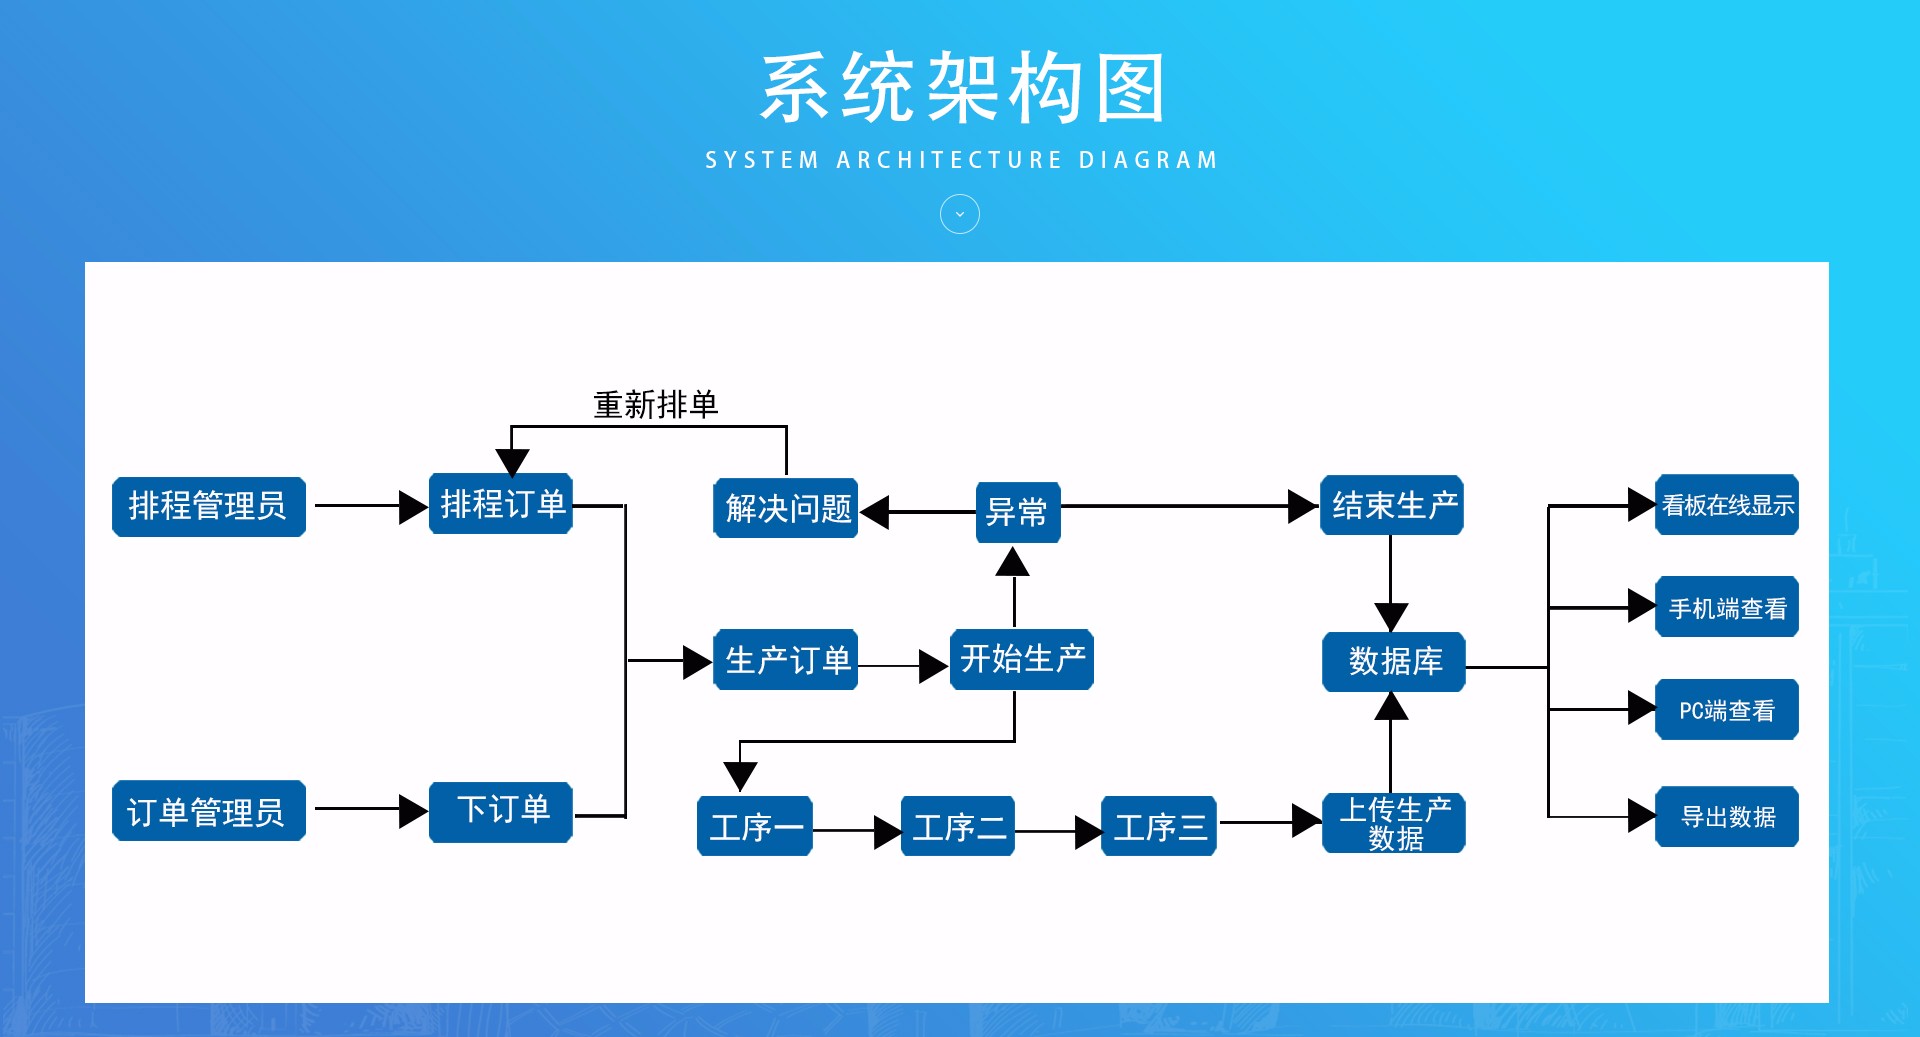 系统架构图
SYSTEM ARCHITECTURE DIAGRAM
重新排单
排程管理员
排程订单
解决问题
异常
结束生产
看板在线显示
手机端查看
生产订单
开始生产
数据库
PC端查看
订单管理员
下订单
工序一
工序二
工序三
上传生产
数据
导出数据